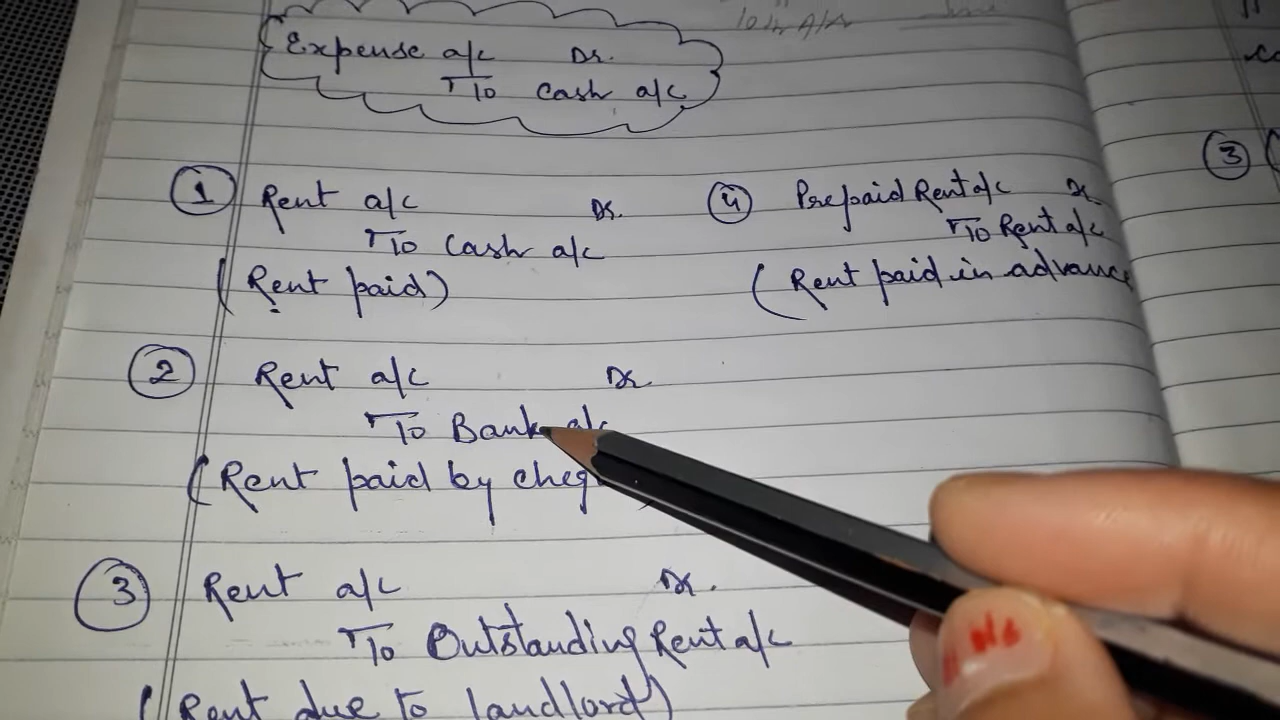 Expense a/c Dr.
To Cash a/c
1 Rent a/c Dr.
To Cash a/c
(Rent paid)
2 Rent a/c Dr
To Bank a/c
(Rent paid by
3 Rent a/c Dr.
To Outstanding Rent a/c
(Rent due to landlord)
4 Prepaid Rent a/c Dr.
To Rent a/c
(Rent paid in advance
3